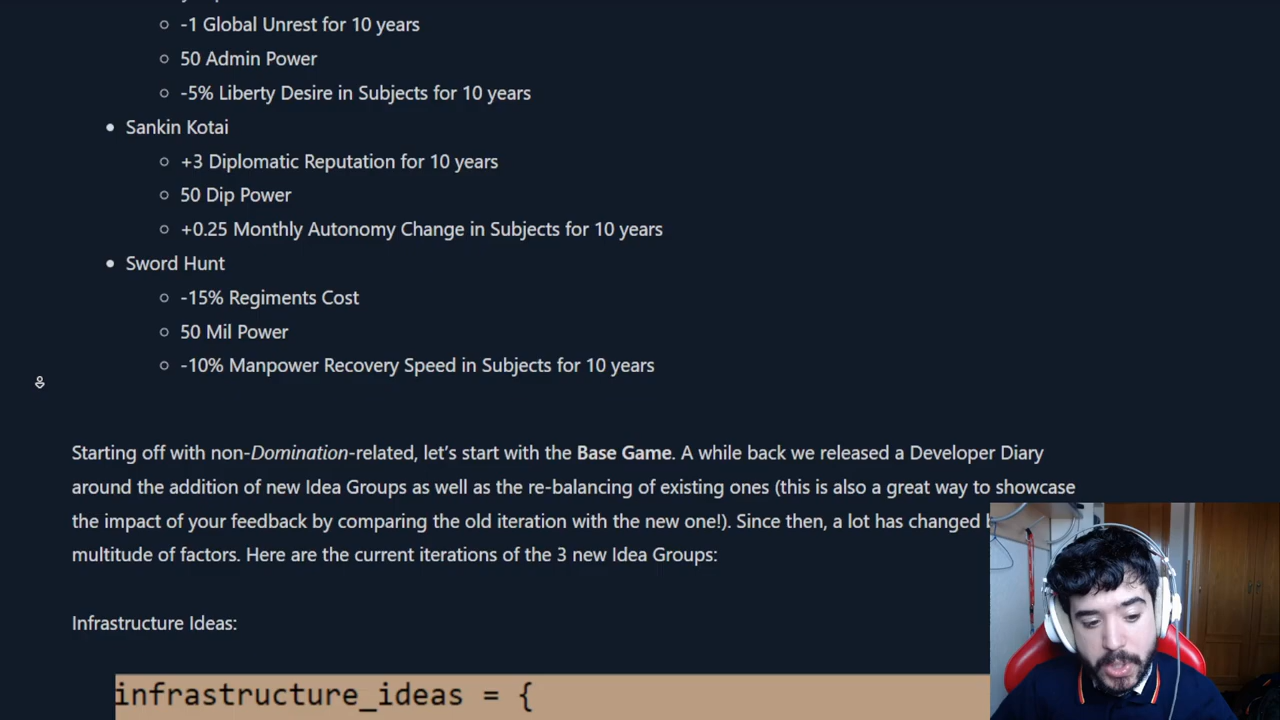 -1 Global Unrest for 10 years
50 Admin Power
-5% Liberty Desire in Subjects for 10 years
Sankin Kotai
+3 Diplomatic Reputation for 10 years
50 Dip Power
+0.25 Monthly Autonomy Change in Subjects for 10 years
Sword Hunt
-15% Regiments Cost
50 Mil Power
-10% Manpower Recovery Speed in Subjects for 10 years
Starting off with non-Domination-related, let's start with the Base Game. A while back we released a Developer Diary
around the addition of new Idea Groups as well as the re-balancing of existing ones (this is also a great way to showcase
the impact of your feedback by comparing the old iteration with the new one!). Since then, a lot has changed
multitude of factors. Here are the current iterations of the 3 new Idea Groups:
Infrastructure Ideas:
infrastructure_ideas = {